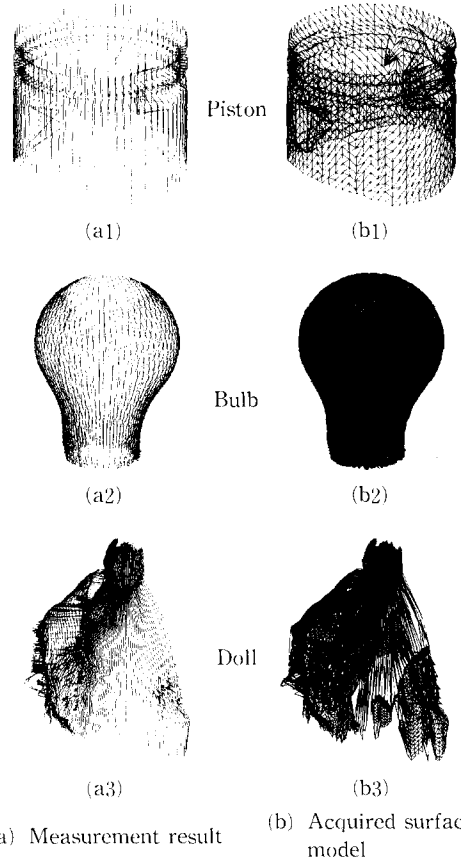 Piston
(a1)
(b1)
Bulb
(a2)
(b2)
Doll
(a3)
(b3)
a) Measurement result
(b) Acquired surfac
model